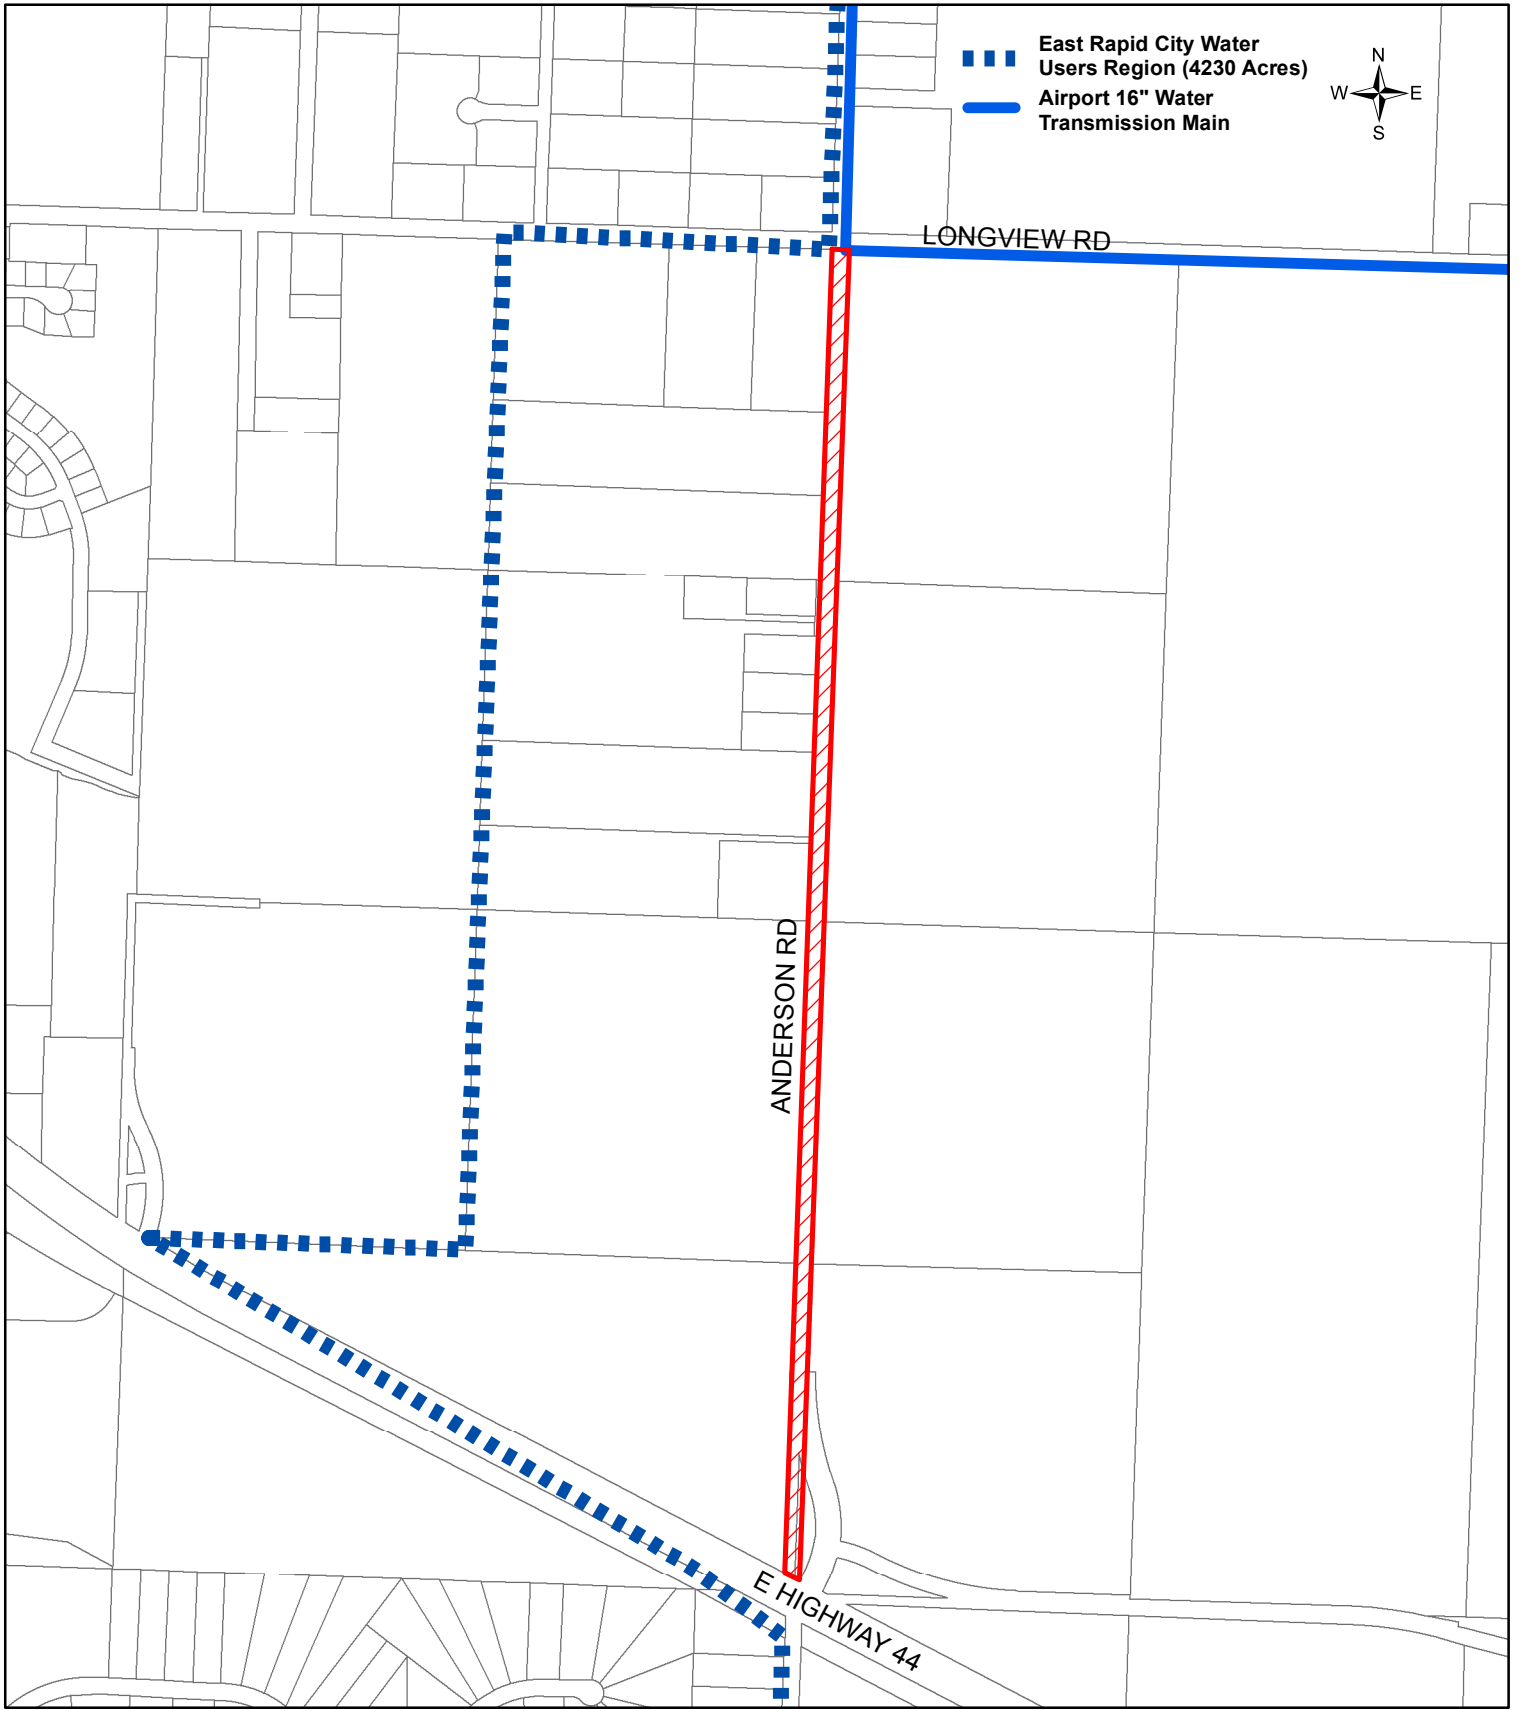 East Rapid City Water
Users Region (4230 Acres)
Airport 16" Water
Transmission Main
N
W
E
S
LONGVIEW RD
ANDERSON RD
E HIGHWAY 44